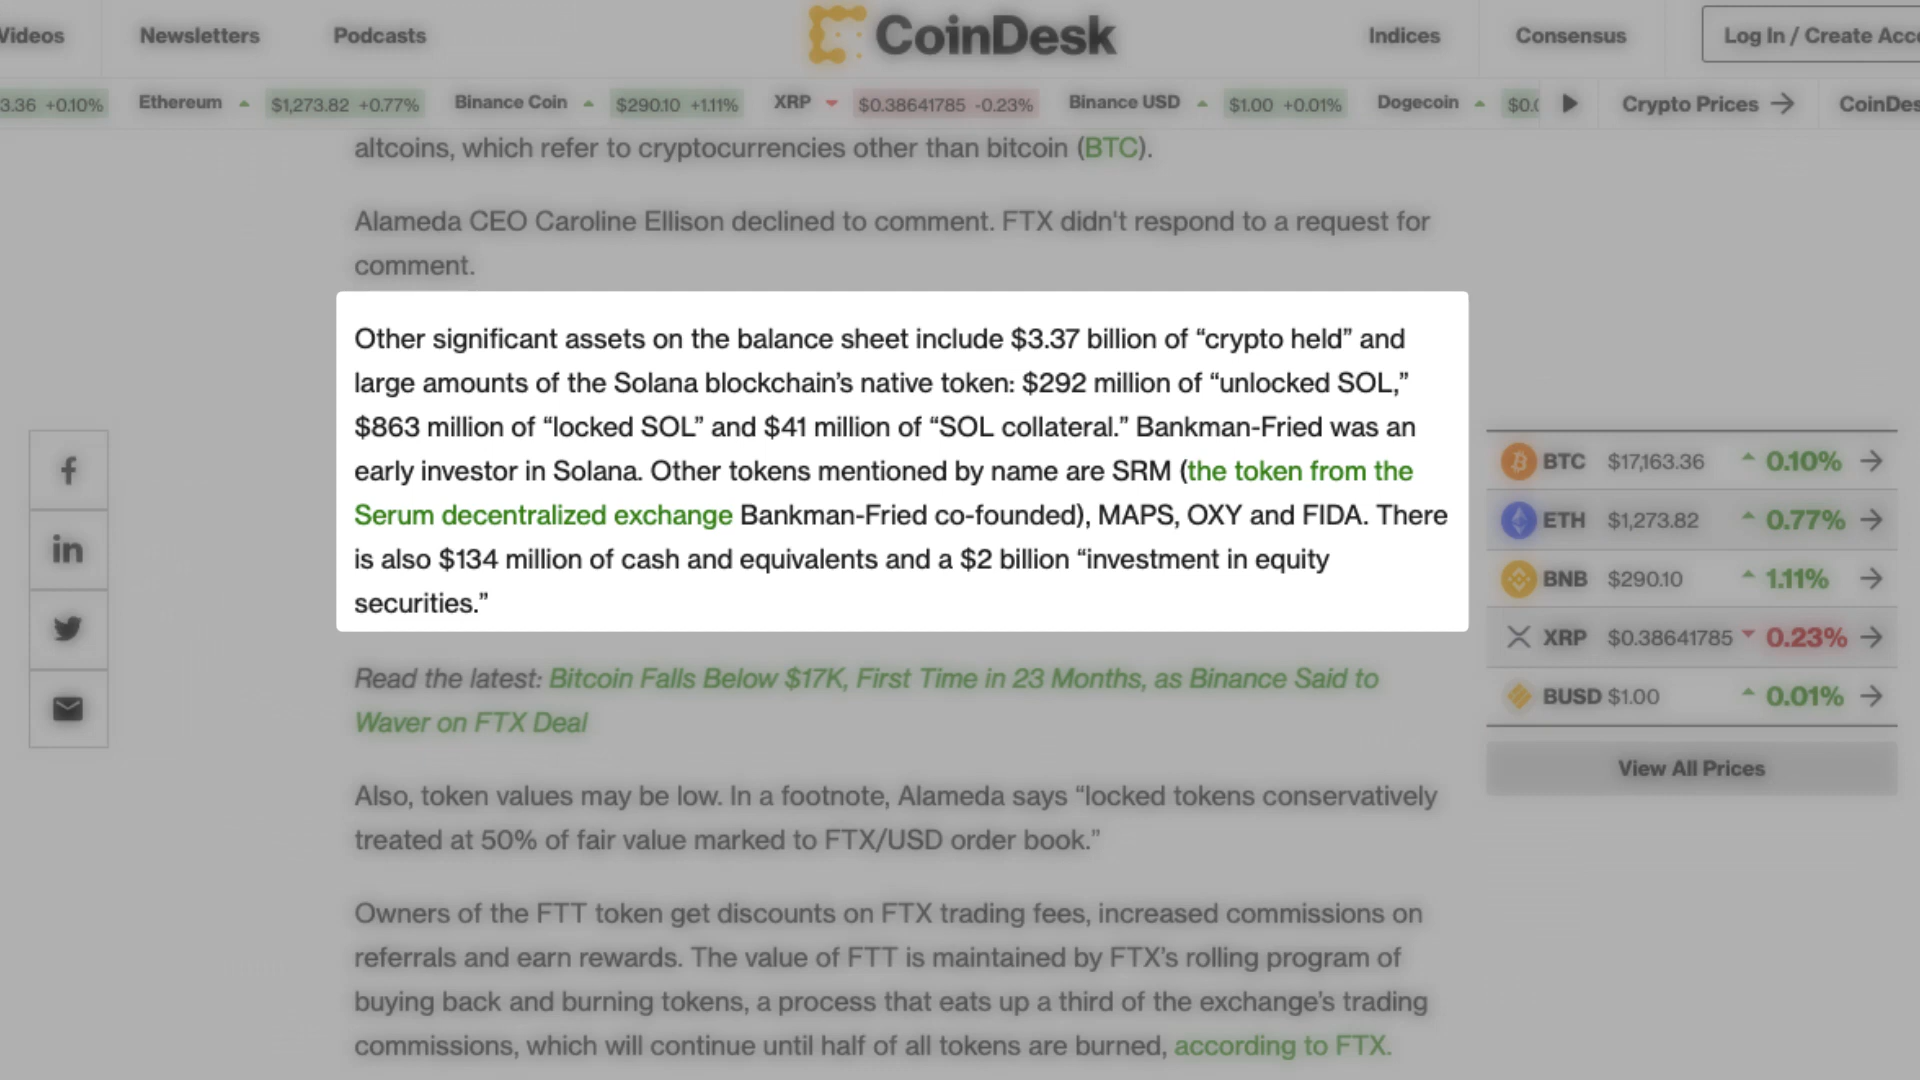 Videos Newsletters Podcasts CoinDesk Indices Consensus Log In / Create Acc
3.36 +0.10% Ethereum $1,273.82 +0.77% Binance Coin $290.10 +1.11% XRP $0.38641785 -0.23% Binance USD $1.00 +0.01% Dogecoin $0.0 Crypto Prices → CoinDes
altcoins, which refer to cryptocurrencies other than bitcoin (BTC).
Alameda CEO Caroline Ellison declined to comment. FTX didn't respond to a request for
comment.
Other significant assets on the balance sheet include $3.37 billion of “crypto held” and
large amounts of the Solana blockchain’s native token: $292 million of “unlocked SOL,”
$863 million of “locked SOL” and $41 million of “SOL collateral.” Bankman-Fried was an
early investor in Solana. Other tokens mentioned by name are SRM (the token from the
Serum decentralized exchange Bankman-Fried co-founded), MAPS, OXY and FIDA. There
is also $134 million of cash and equivalents and a $2 billion “investment in equity
securities.”
Read the latest: Bitcoin Falls Below $17K, First Time in 23 Months, as Binance Said to
Waver on FTX Deal
Also, token values may be low. In a footnote, Alameda says “locked tokens conservatively
treated at 50% of fair value marked to FTX/USD order book.”
Owners of the FTT token get discounts on FTX trading fees, increased commissions on
referrals and earn rewards. The value of FTT is maintained by FTX’s rolling program of
buying back and burning tokens, a process that eats up a third of the exchange’s trading
commissions, which will continue until half of all tokens are burned, according to FTX.
BTC $17,163.36 0.10% →
ETH $1,273.82 0.77% →
BNB $290.10 1.11% →
XRP $0.38641785 0.23% →
BUSD $1.00 0.01% →
View All Prices